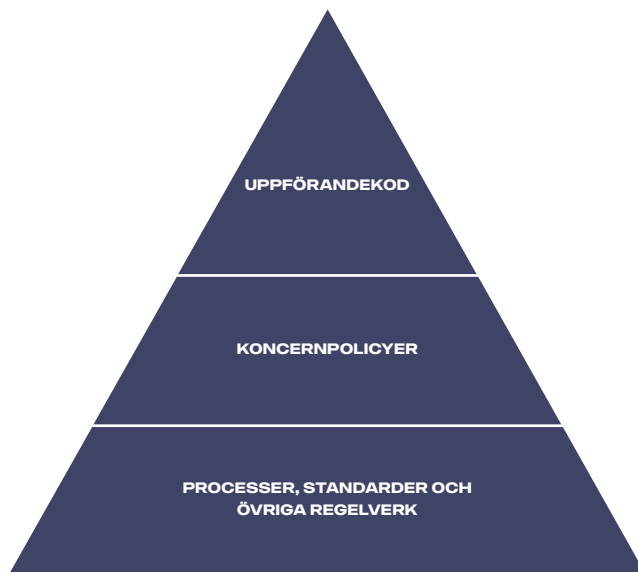 UPPFÖRANDEKOD
KONCERNPOLICYER
PROCESSER, STANDARDER OCH
ÖVRIGA REGELVERK